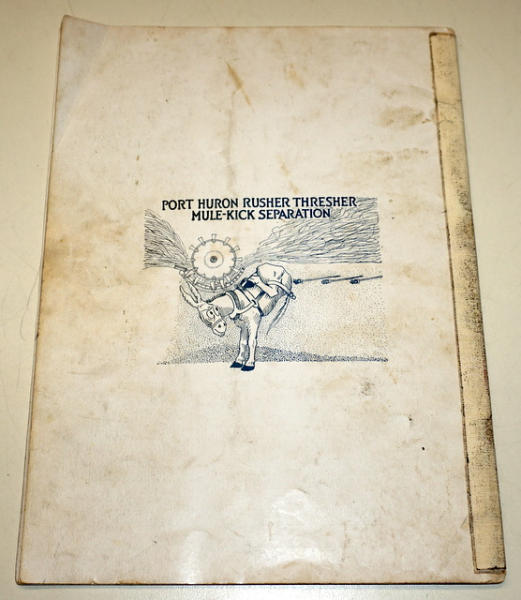 PORT HURON RUSHER THRESHER
MULE-KICK SEPARATION